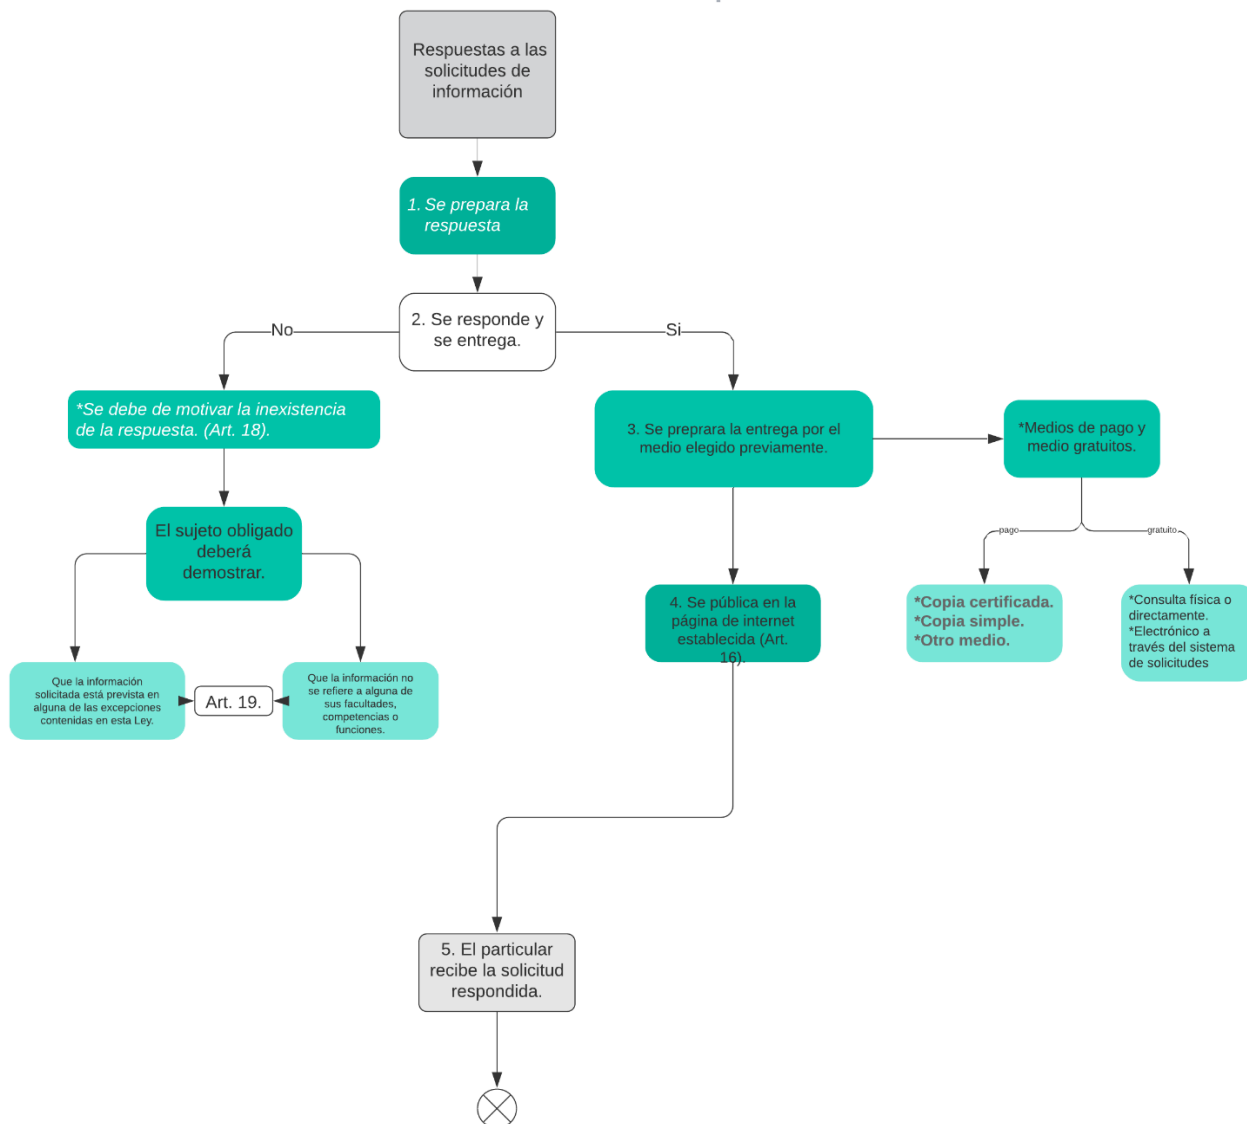 Respuestas a las
solicitudes de
información
1. Se prepara la
respuesta
2. Se responde y
se entrega.
No
Si
*Se debe de motivar la inexistencia
de la respuesta. (Art. 18).
3. Se preprara la entrega por el
medio elegido previamente.
*Medios de pago y
medio gratuitos.
El sujeto obligado
deberá
demostrar.
pago
gratuito
4. Se pública en la
página de internet
establecida (Art.
16).
*Copia certificada.
*Copia simple.
*Otro medio.
*Consulta física o
directamente.
*Electrónico a
través del sistema
de solicitudes
Que la información
solicitada está prevista en
alguna de las excepciones
contenidas en esta Ley.
Art. 19.
Que la información no
se refiere a alguna de
sus facultades,
competencias o
funciones.
5. El particular
recibe la solicitud
respondida.